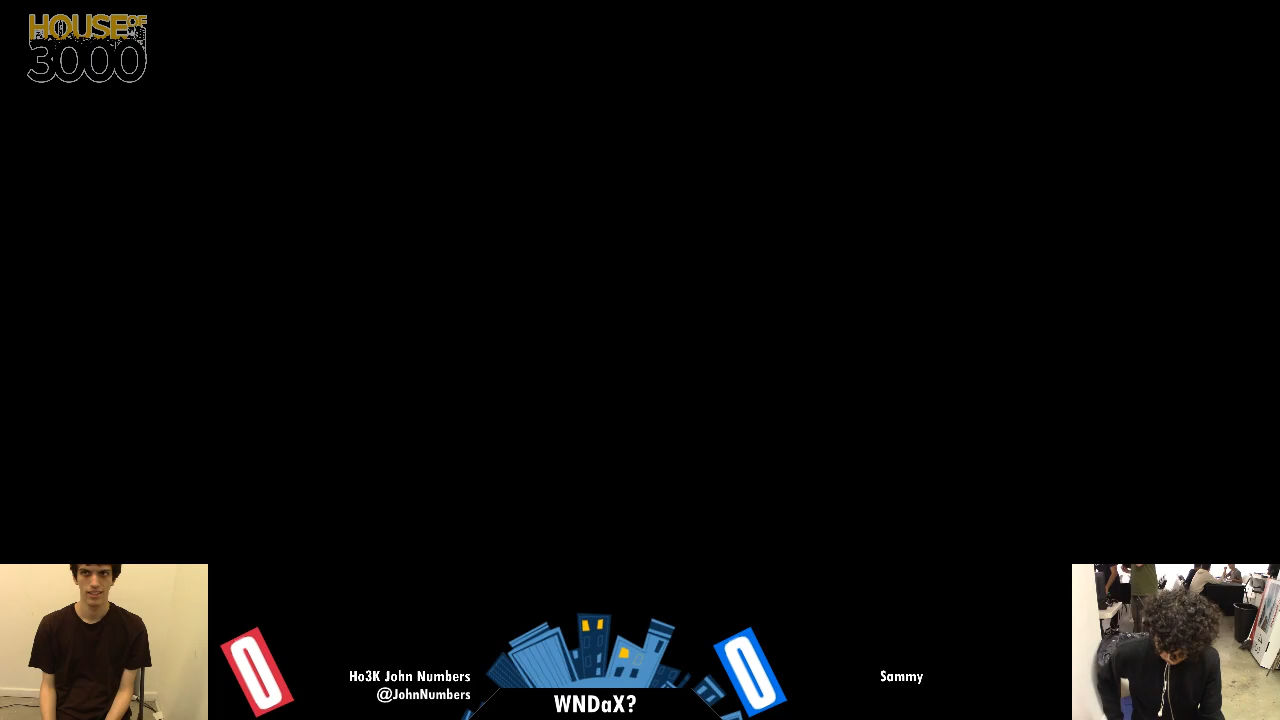 HOUSE OF
3000
0
Ho3K John Numbers
@JohnNumbers
WNDaX?
0
Sammy